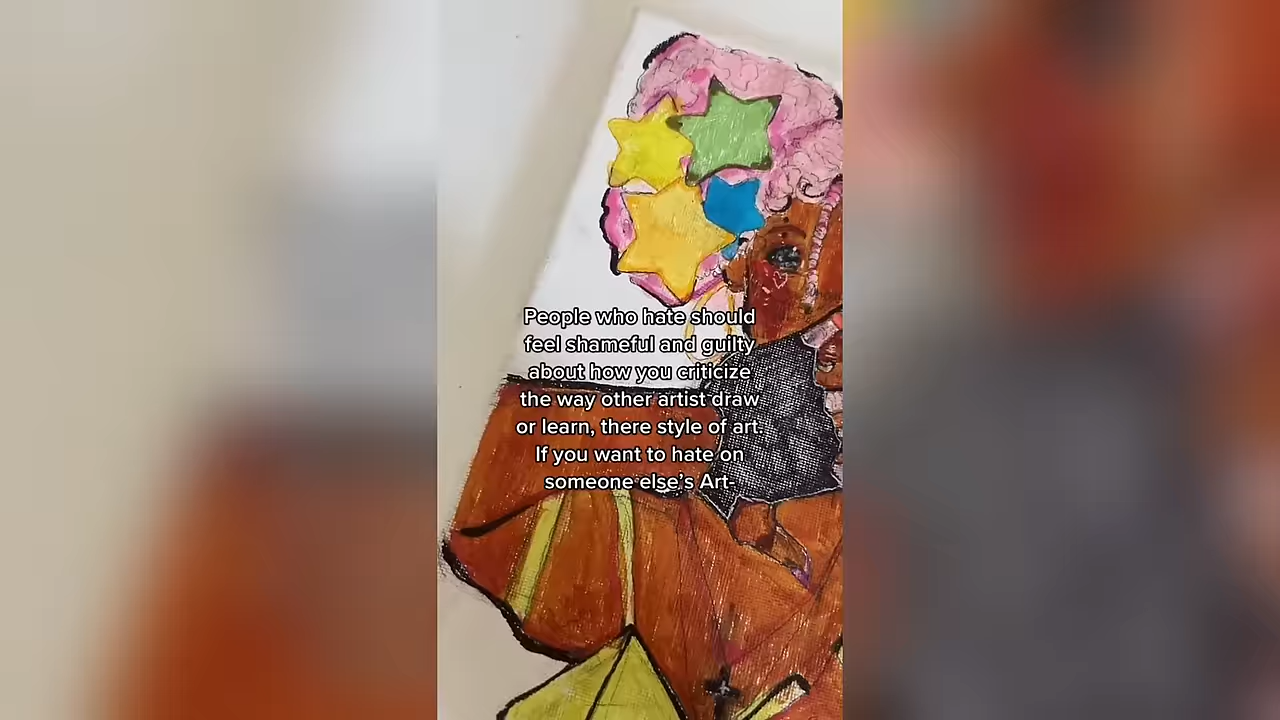 People who hate should
feel shameful and guilty
about how you criticize
the way other artist draw
or learn, there style of art.
If you want to hate on
someone else's Art-